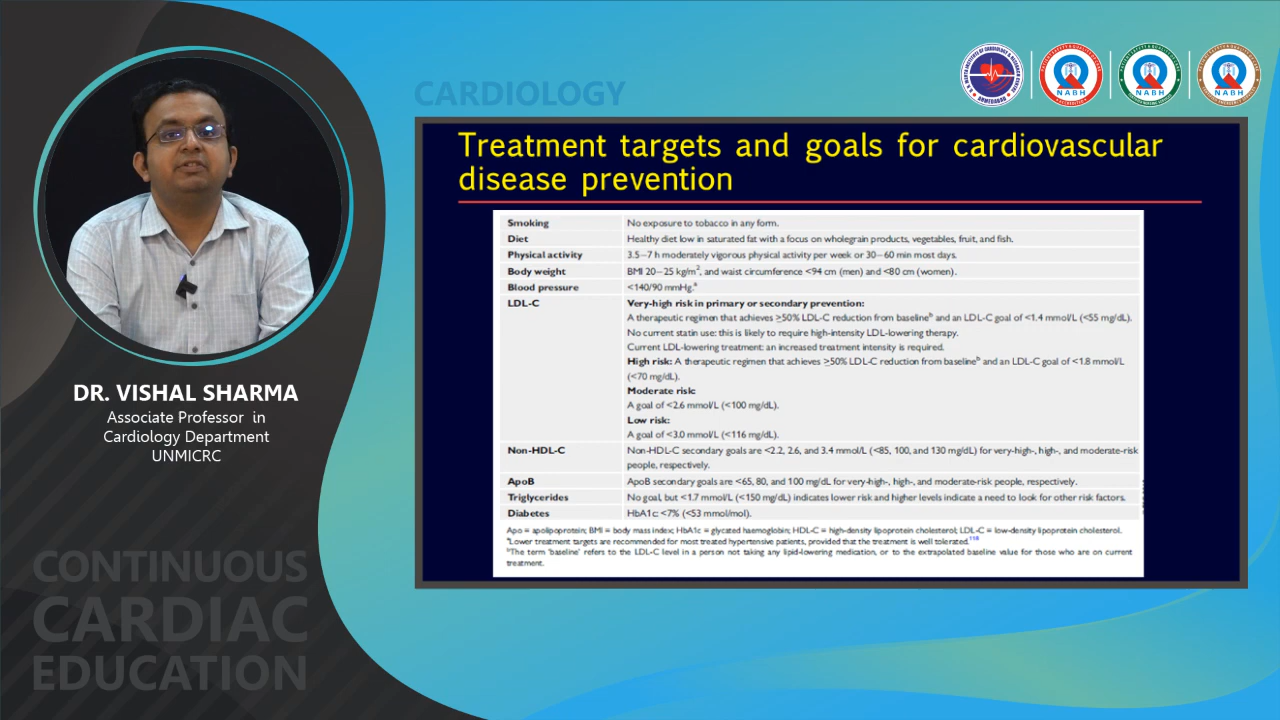 CARDIOLOGY
NABH
NABH
NABH
Treatment targets and goals for cardiovascular
disease prevention
Smoking No exposure to tobacco in any form.
Diet Healthy diet low in saturated fat with a focus on wholegrain products, vegetables, fruit, and fish.
Physical activity 3.5–7 h moderately vigorous physical activity per week or 30–60 min most days.
Body weight BMI 20–25 kg/m², and waist circumference <94 cm (men) and <80 cm (women).
Blood pressure <140/90 mmHg.ᵃ
LDL-C Very-high risk in primary or secondary prevention:
A therapeutic regimen that achieves ≥50% LDL-C reduction from baselineᵇ and an LDL-C goal of <1.4 mmol/L (<55 mg/dL).
No current statin use: this is likely to require high-intensity LDL-lowering therapy.
Current LDL-lowering treatment: an increased treatment intensity is required.
High risk: A therapeutic regimen that achieves ≥50% LDL-C reduction from baselineᵇ and an LDL-C goal of <1.8 mmol/L
(<70 mg/dL).
Moderate risk:
A goal of <2.6 mmol/L (<100 mg/dL).
Low risk:
A goal of <3.0 mmol/L (<116 mg/dL).
Non-HDL-C Non-HDL-C secondary goals are <2.2, 2.6, and 3.4 mmol/L (<85, 100, and 130 mg/dL) for very-high-, high-, and moderate-risk
people, respectively.
ApoB ApoB secondary goals are <65, 80, and 100 mg/dL for very-high-, high-, and moderate-risk people, respectively.
Triglycerides No goal, but <1.7 mmol/L (<150 mg/dL) indicates lower risk and higher levels indicate a need to look for other risk factors.
Diabetes HbA1c: <7% (<53 mmol/mol).
Apo = apolipoprotein; BMI = body mass index; HbA1c = glycated haemoglobin; HDL-C = high-density lipoprotein cholesterol; LDL-C = low-density lipoprotein cholesterol.
ᵃLower treatment targets are recommended for most treated hypertensive patients, provided that the treatment is well tolerated.¹¹⁸
ᵇThe term 'baseline' refers to the LDL-C level in a person not taking any lipid-lowering medication, or to the extrapolated baseline value for those who are on current
treatment.
DR. VISHAL SHARMA
Associate Professor in
Cardiology Department
UNMICRC
CONTINUOUS
CARDIAC
EDUCATION